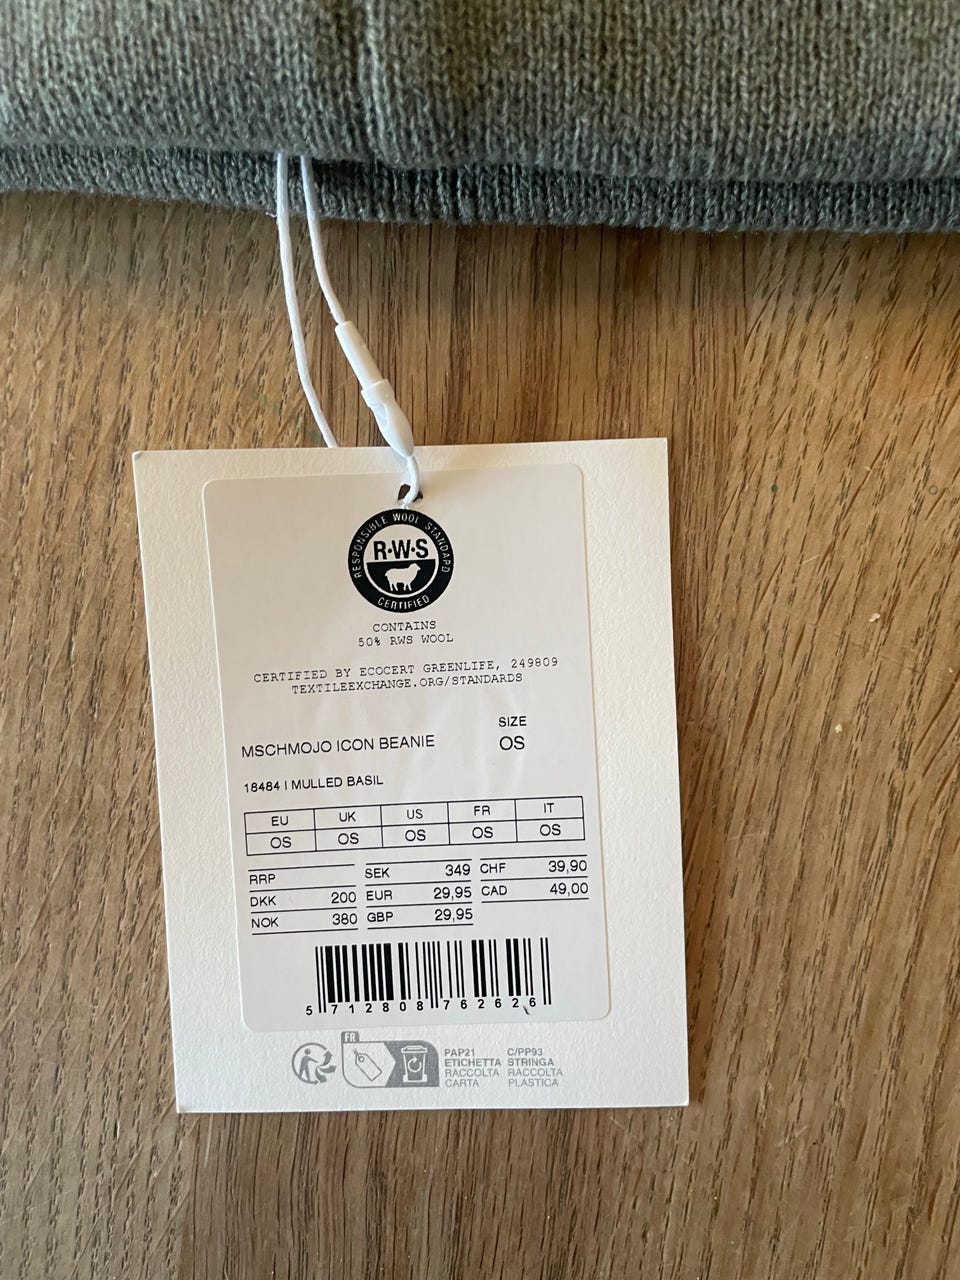 RESPONSIBLE WOOL STANDARD
R·W·S
CERTIFIED
CONTAINS
50% RWS WOOL
CERTIFIED BY ECOCERT GREENLIFE, 249809
TEXTILEEXCHANGE.ORG/STANDARDS
SIZE
MSCHMOJO ICON BEANIE OS
18484 | MULLED BASIL
EU UK US FR IT
OS OS OS OS OS
RRP SEK 349 CHF 39,90
DKK 200 EUR 29,95 CAD 49,00
NOK 380 GBP 29,95
5 712808 762626
FR
PAP21 C/PP93
ETICHETTA STRINGA
RACCOLTA RACCOLTA
CARTA PLASTICA